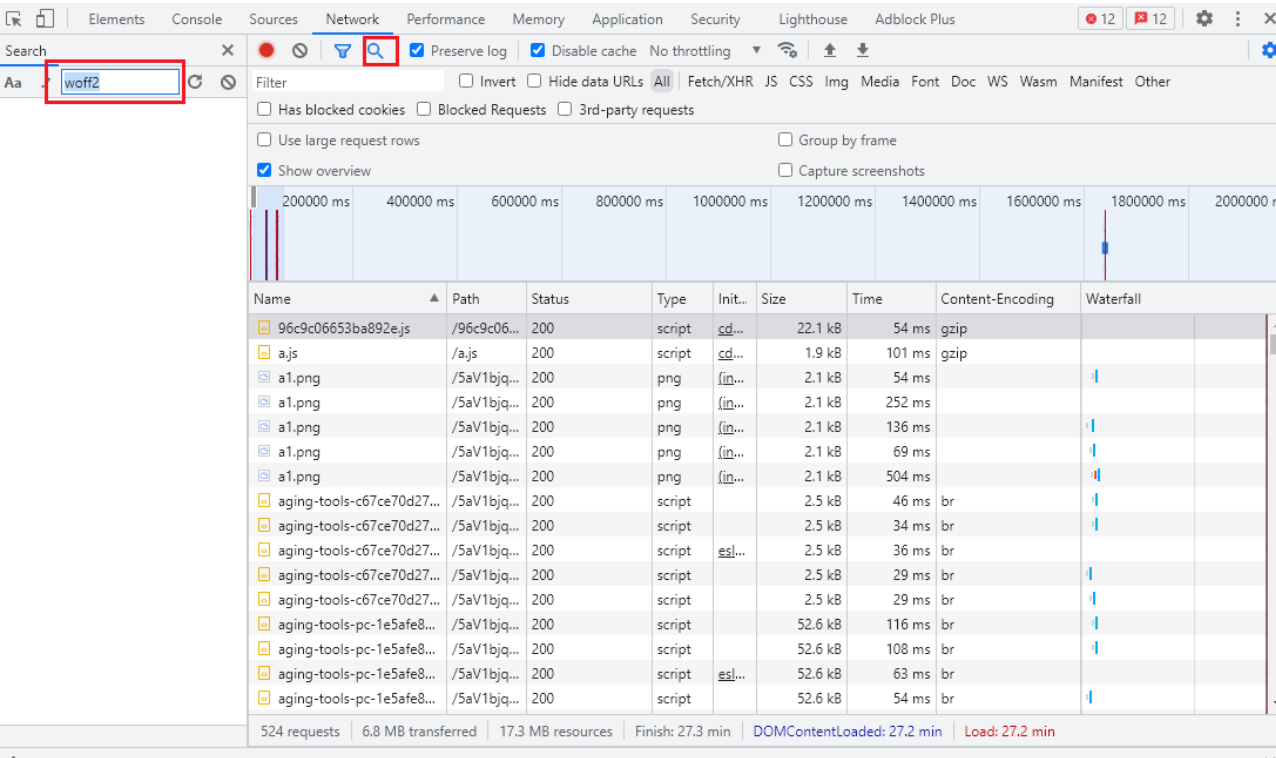 Elements Console Sources Network Performance Memory Application Security Lighthouse Adblock Plus 12 12
Search
Preserve log Disable cache No throttling
Aa .* woff2
Filter Invert Hide data URLs All Fetch/XHR JS CSS Img Media Font Doc WS Wasm Manifest Other
Has blocked cookies Blocked Requests 3rd-party requests
Use large request rows Group by frame
Show overview Capture screenshots
200000 ms 400000 ms 600000 ms 800000 ms 1000000 ms 1200000 ms 1400000 ms 1600000 ms 1800000 ms 2000000
Name Path Status Type Init... Size Time Content-Encoding Waterfall
96c9c06653ba892e.js /96c9c06... 200 script cd... 22.1 kB 54 ms gzip
a.js /a.js 200 script cd... 1.9 kB 101 ms gzip
a1.png /5aV1bjq... 200 png (in... 2.1 kB 54 ms
a1.png /5aV1bjq... 200 png (in... 2.1 kB 252 ms
a1.png /5aV1bjq... 200 png (in... 2.1 kB 136 ms
a1.png /5aV1bjq... 200 png (in... 2.1 kB 69 ms
a1.png /5aV1bjq... 200 png (in... 2.1 kB 504 ms
aging-tools-c67ce70d27... /5aV1bjq... 200 script 2.5 kB 46 ms br
aging-tools-c67ce70d27... /5aV1bjq... 200 script 2.5 kB 34 ms br
aging-tools-c67ce70d27... /5aV1bjq... 200 script esl... 2.5 kB 36 ms br
aging-tools-c67ce70d27... /5aV1bjq... 200 script 2.5 kB 29 ms br
aging-tools-c67ce70d27... /5aV1bjq... 200 script 2.5 kB 29 ms br
aging-tools-pc-1e5afe8... /5aV1bjq... 200 script 52.6 kB 116 ms br
aging-tools-pc-1e5afe8... /5aV1bjq... 200 script 52.6 kB 108 ms br
aging-tools-pc-1e5afe8... /5aV1bjq... 200 script esl... 52.6 kB 63 ms br
aging-tools-pc-1e5afe8... /5aV1bjq... 200 script 52.6 kB 54 ms br
524 requests 6.8 MB transferred 17.3 MB resources Finish: 27.3 min DOMContentLoaded: 27.2 min Load: 27.2 min